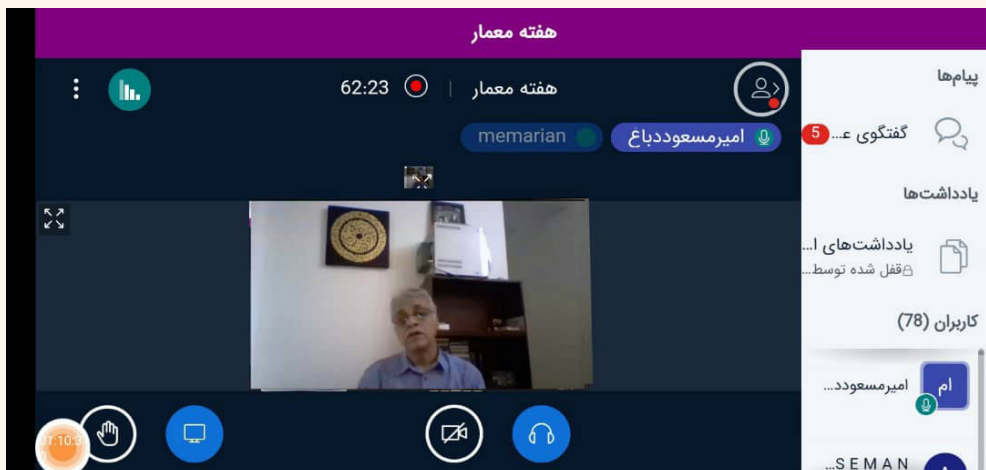 هفته معمار
هفته معمار | 62:23
امیرمسعوددباغ memarian
پیام‌ها
گفتگوی ع... 5
یادداشت‌ها
یادداشت‌های ا...
قفل شده توسط...
کاربران (78)
ام امیرمسعودد...
S E M A N...